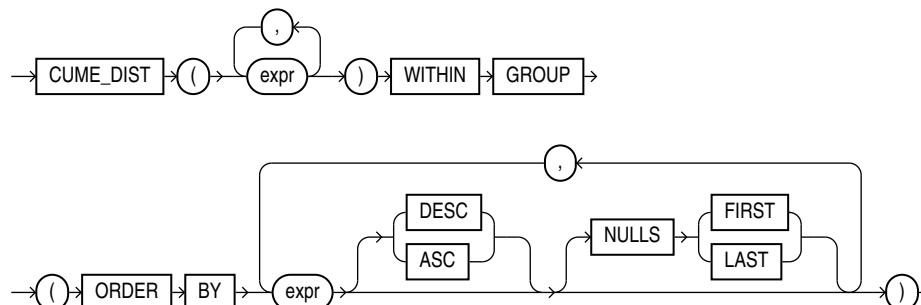 ,
CUME_DIST ( expr ) WITHIN GROUP
,
DESC FIRST
NULLS
ASC LAST
( ORDER BY expr )